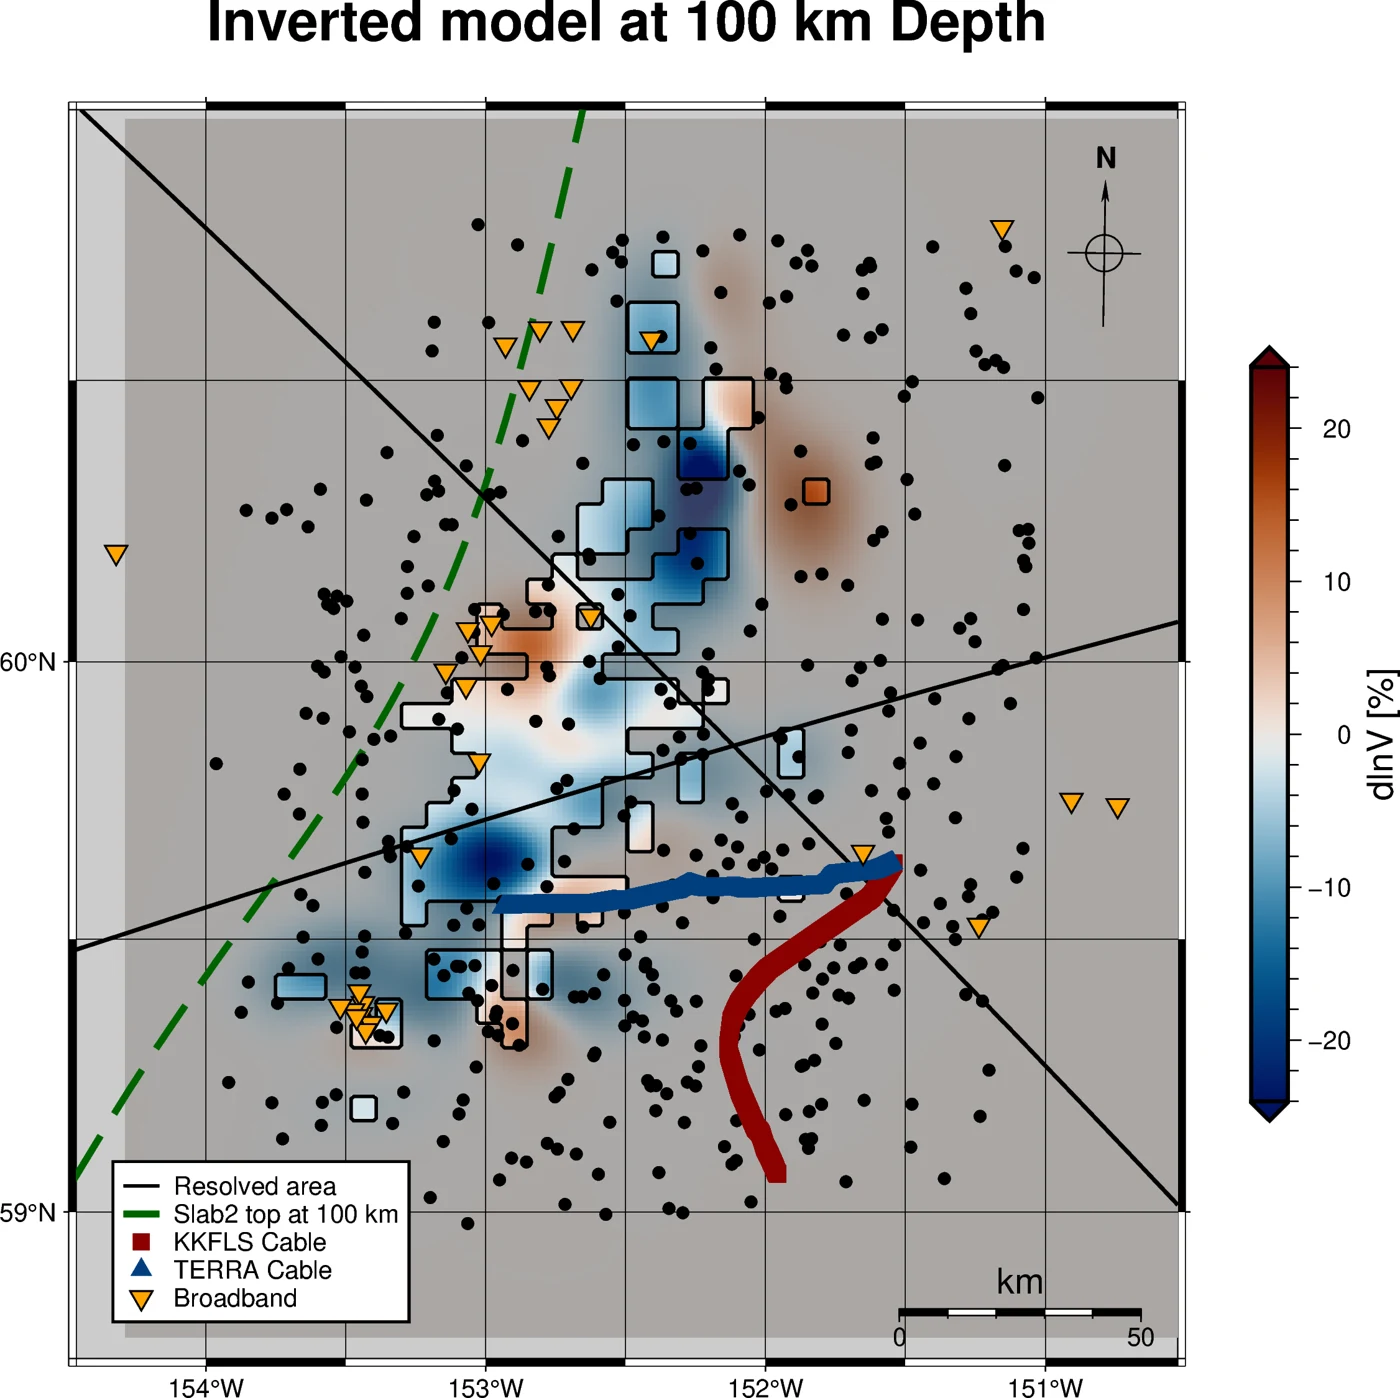 Inverted model at 100 km Depth
N
20
10
0
−10
−20
dlnV [%]
60°N
59°N
Resolved area
Slab2 top at 100 km
KKFLS Cable
TERRA Cable
Broadband
km
0 50
154°W 153°W 152°W 151°W